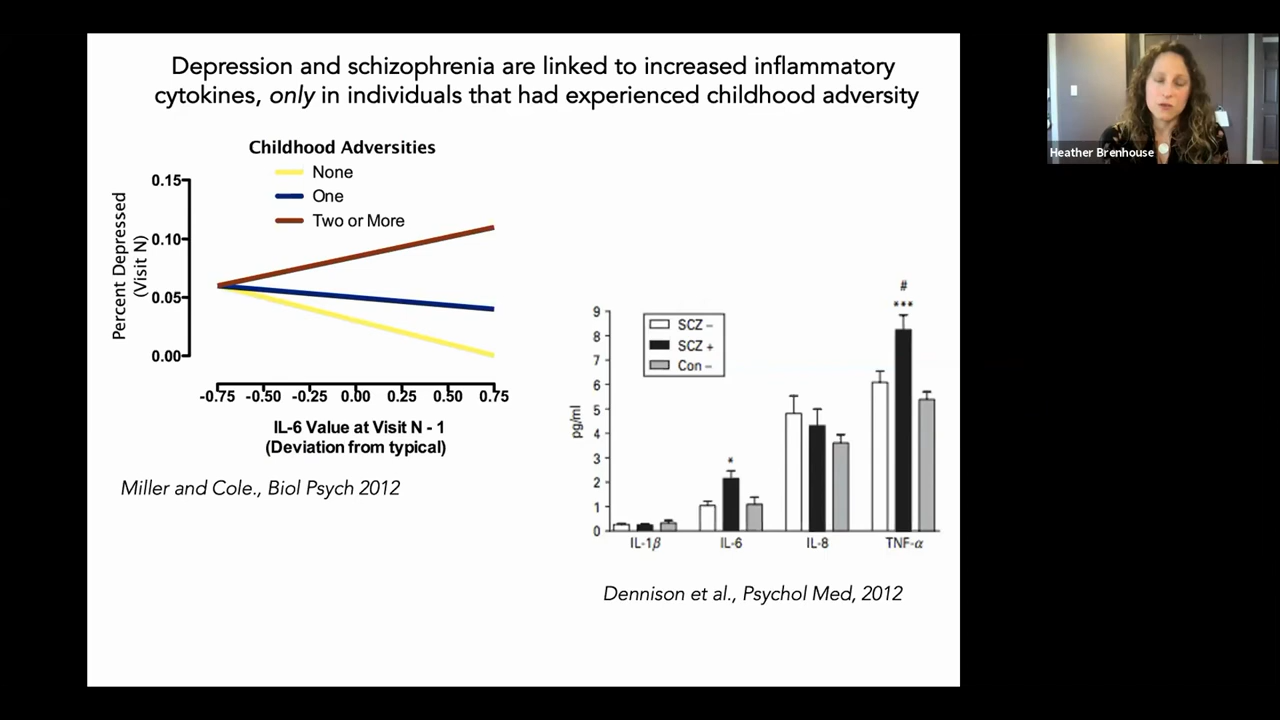 Depression and schizophrenia are linked to increased inflammatory
cytokines, only in individuals that had experienced childhood adversity
Heather Brenhouse
Childhood Adversities
None
One
Two or More
Percent Depressed
(Visit N)
0.15
0.10
0.05
0.00
-0.75 -0.50 -0.25 0.00 0.25 0.50 0.75
IL-6 Value at Visit N - 1
(Deviation from typical)
Miller and Cole., Biol Psych 2012
SCZ –
SCZ +
Con –
pg/ml
9
8
7
6
5
4
3
2
1
0
*
#
***
IL-1β IL-6 IL-8 TNF-α
Dennison et al., Psychol Med, 2012